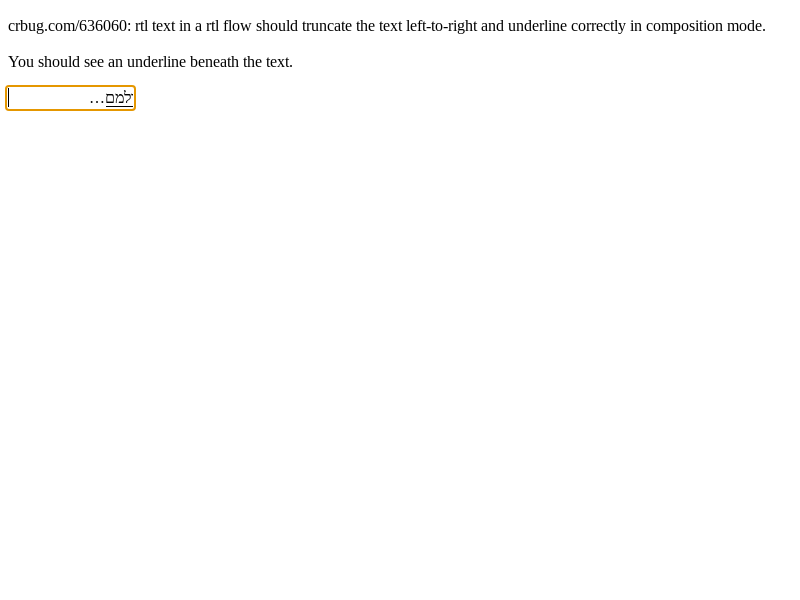 crbug.com/636060: rtl text in a rtl flow should truncate the text left-to-right and underline correctly in composition mode.
You should see an underline beneath the text.
למם…